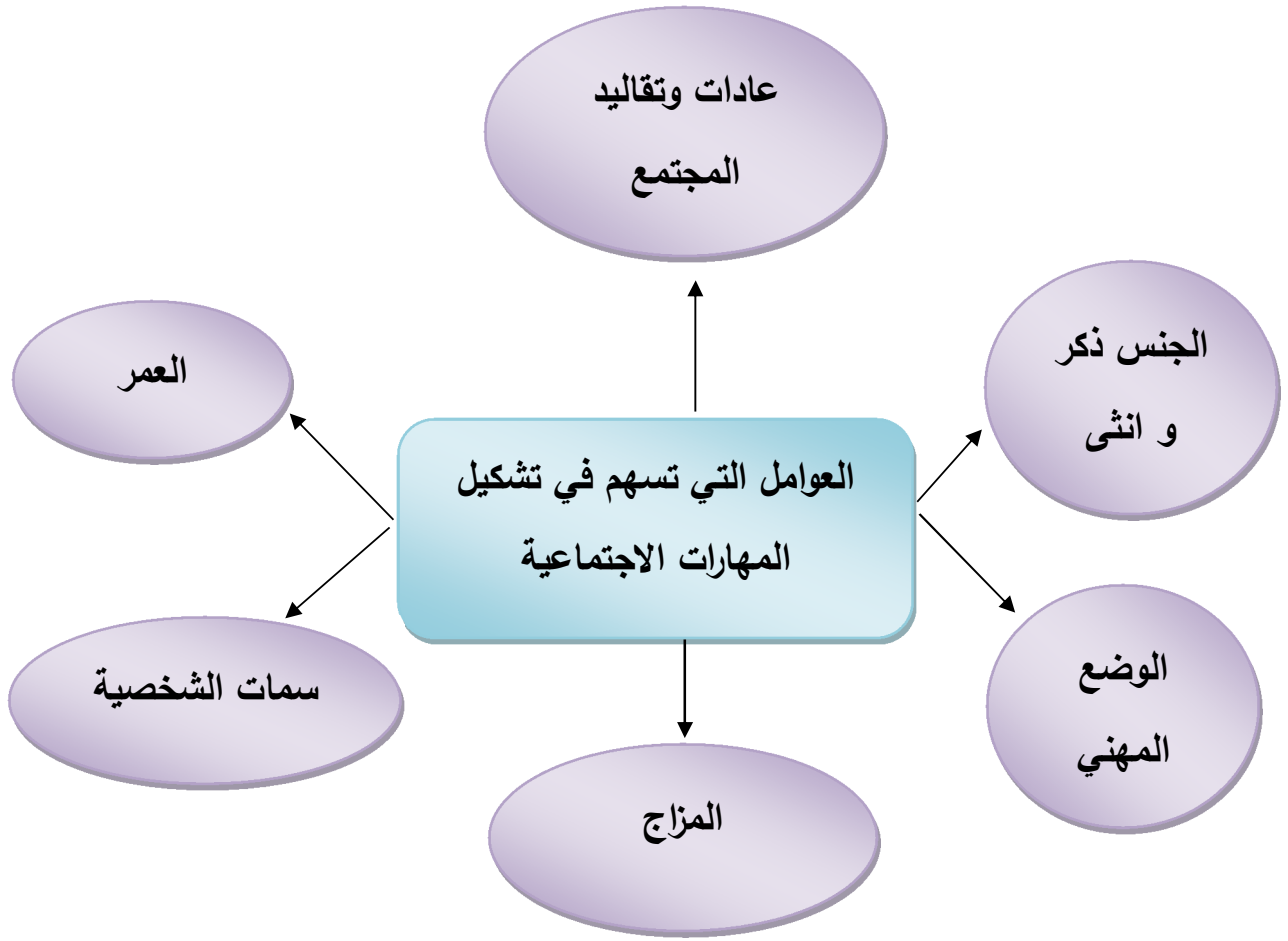 عادات وتقاليد
المجتمع
الجنس ذكر
و انثى
العمر
العوامل التي تسهم في تشكيل
المهارات الاجتماعية
الوضع
المهني
سمات الشخصية
المزاج